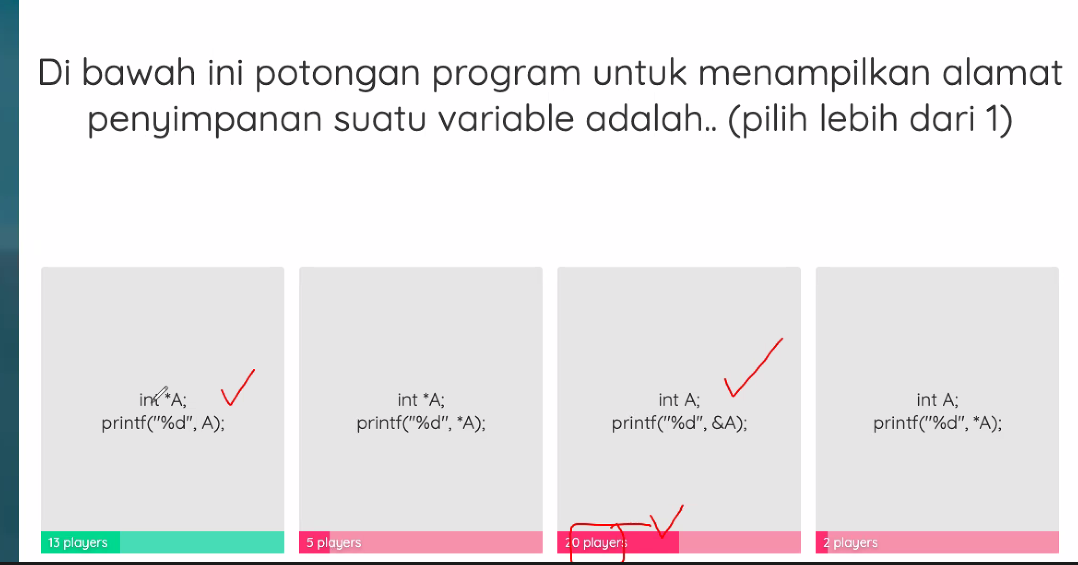 Di bawah ini potongan program untuk menampilkan alamat
penyimpanan suatu variable adalah.. (pilih lebih dari 1)
int *A;
printf("%d", A);
int *A;
printf("%d", *A);
int A;
printf("%d", &A);
int A;
printf("%d", *A);
13 players
5 players
20 players
2 players